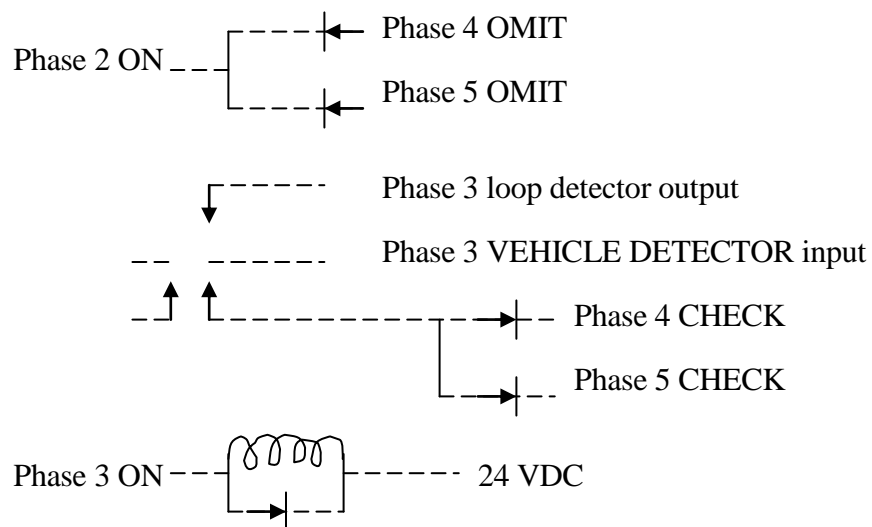 Phase 4 OMIT
Phase 2 ON
Phase 5 OMIT
Phase 3 loop detector output
Phase 3 VEHICLE DETECTOR input
Phase 4 CHECK
Phase 5 CHECK
Phase 3 ON
24 VDC